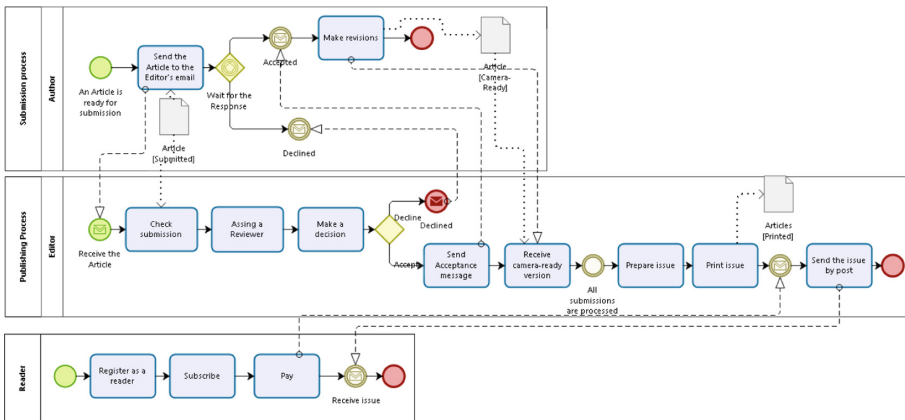 Submission process
Author
An Article is
ready for
submission
Send the
Article to the
Editor's email
Wait for the
Response
Accepted
Make revisions
Article
[Camera-
Ready]
Article
[Submitted]
Declined
Publishing Process
Editor
Receive the
Article
Check
submission
Assing a
Reviewer
Make a
decision
Decline
Declined
Accept
Send
Acceptance
message
Receive
camera-ready
version
All
submissions
are processed
Prepare issue
Print issue
Articles
[Printed]
Send the issue
by post
Reader
Register as a
reader
Subscribe
Pay
Receive issue